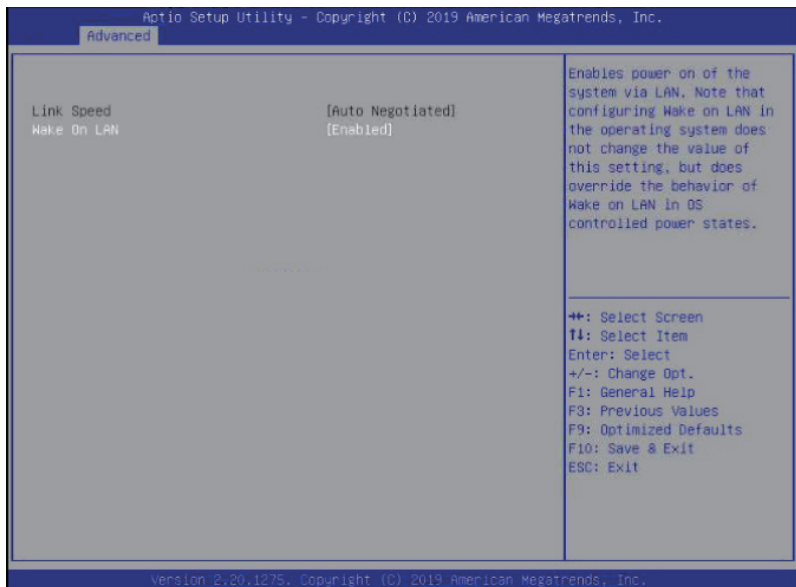 Aptio Setup Utility - Copyright (C) 2019 American Megatrends, Inc.
Advanced
Link Speed [Auto Negotiated]
Wake On LAN [Enabled]
Enables power on of the
system via LAN. Note that
configuring Wake on LAN in
the operating system does
not change the value of
this setting, but does
override the behavior of
Wake on LAN in OS
controlled power states.
→←: Select Screen
↑↓: Select Item
Enter: Select
+/-: Change Opt.
F1: General Help
F3: Previous Values
F9: Optimized Defaults
F10: Save & Exit
ESC: Exit
Version 2.20.1275. Copyright (C) 2019 American Megatrends, Inc.